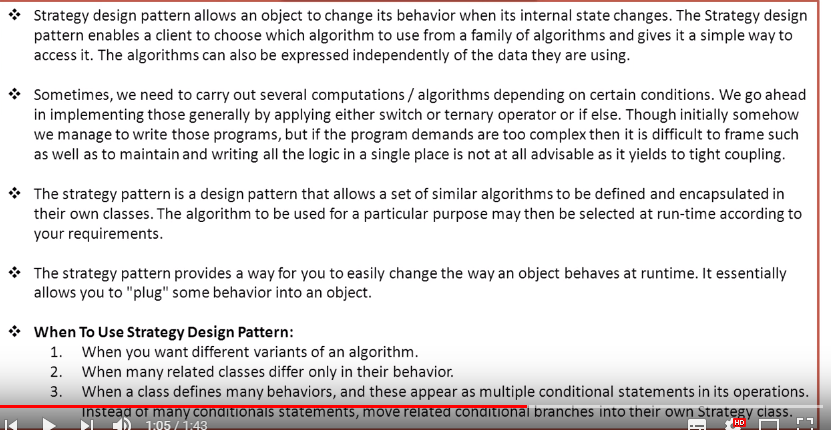 ❖ Strategy design pattern allows an object to change its behavior when its internal state changes. The Strategy design
pattern enables a client to choose which algorithm to use from a family of algorithms and gives it a simple way to
access it. The algorithms can also be expressed independently of the data they are using.
❖ Sometimes, we need to carry out several computations / algorithms depending on certain conditions. We go ahead
in implementing those generally by applying either switch or ternary operator or if else. Though initially somehow
we manage to write those programs, but if the program demands are too complex then it is difficult to frame such
as well as to maintain and writing all the logic in a single place is not at all advisable as it yields to tight coupling.
❖ The strategy pattern is a design pattern that allows a set of similar algorithms to be defined and encapsulated in
their own classes. The algorithm to be used for a particular purpose may then be selected at run-time according to
your requirements.
❖ The strategy pattern provides a way for you to easily change the way an object behaves at runtime. It essentially
allows you to "plug" some behavior into an object.
❖ When To Use Strategy Design Pattern:
1. When you want different variants of an algorithm.
2. When many related classes differ only in their behavior.
3. When a class defines many behaviors, and these appear as multiple conditional statements in its operations.
Instead of many conditionals statements, move related conditional branches into their own Strategy class.
1:05 / 1:43
HD